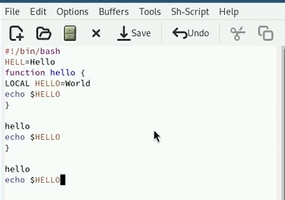 File Edit Options Buffers Tools Sh-Script Help
Save Undo
#!/bin/bash
HELL=Hello
function hello {
LOCAL HELLO=World
echo $HELLO
}
hello
echo $HELLO
}
hello
echo $HELLO